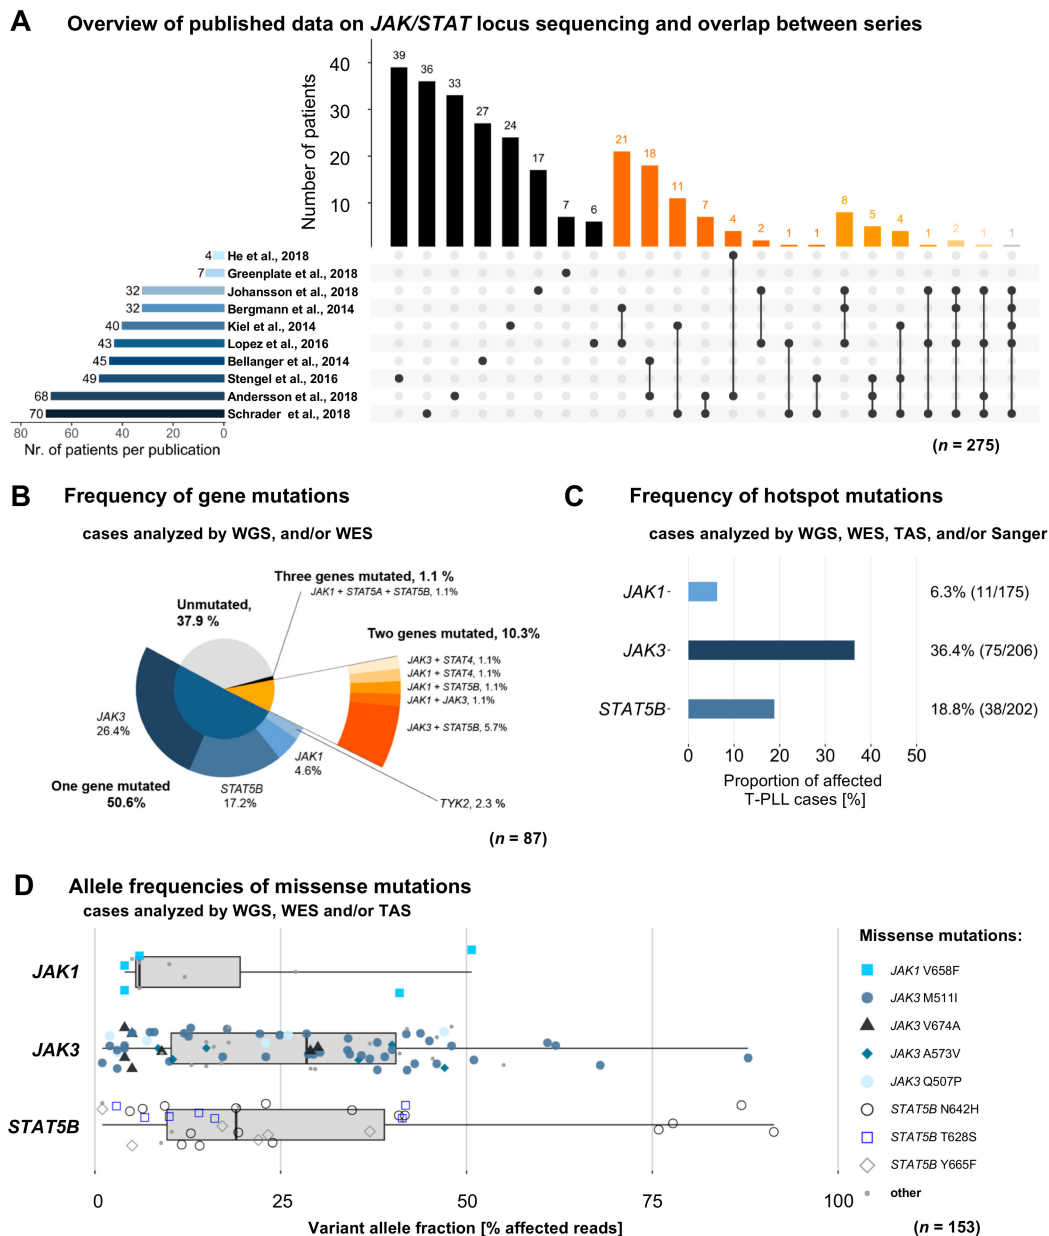 A Overview of published data on JAK/STAT locus sequencing and overlap between series
Number of patients
40
30
20
10
39 36 33 27 24 17 7 6 21 18 11 7 4 2 1 1 8 5 4 1 2 1 1
4 He et al., 2018
7 Greenplate et al., 2018
32 Johansson et al., 2018
32 Bergmann et al., 2014
40 Kiel et al., 2014
43 Lopez et al., 2016
45 Bellanger et al., 2014
49 Stengel et al., 2016
68 Andersson et al., 2018
70 Schrader et al., 2018
80 60 40 20 0
Nr. of patients per publication
(n = 275)
B Frequency of gene mutations
cases analyzed by WGS, and/or WES
Three genes mutated, 1.1 %
JAK1 + STAT5A + STAT5B, 1.1%
Unmutated,
37.9 %
Two genes mutated, 10.3%
JAK3 + STAT4, 1.1%
JAK1 + STAT4, 1.1%
JAK1 + STAT5B, 1.1%
JAK1 + JAK3, 1.1%
JAK3 + STAT5B, 5.7%
JAK3
26.4%
JAK1
4.6%
One gene mutated
50.6%
STAT5B
17.2%
TYK2, 2.3 %
(n = 87)
C Frequency of hotspot mutations
cases analyzed by WGS, WES, TAS, and/or Sanger
JAK1 6.3% (11/175)
JAK3 36.4% (75/206)
STAT5B 18.8% (38/202)
0 10 20 30 40 50
Proportion of affected
T-PLL cases [%]
D Allele frequencies of missense mutations
cases analyzed by WGS, WES and/or TAS
JAK1
JAK3
STAT5B
0 25 50 75 100
Variant allele fraction [% affected reads]
Missense mutations:
JAK1 V658F
JAK3 M511I
JAK3 V674A
JAK3 A573V
JAK3 Q507P
STAT5B N642H
STAT5B T628S
STAT5B Y665F
other
(n = 153)